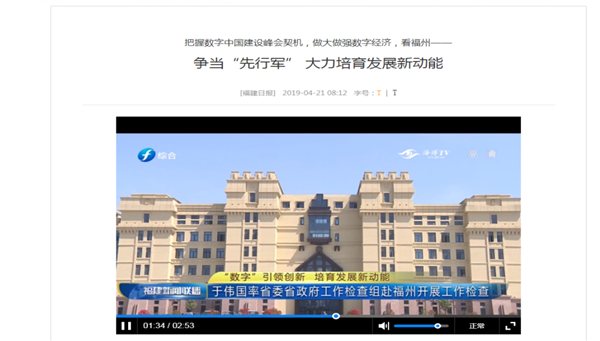 把握数字中国建设峰会契机，做大做强数字经济，看福州——
争当“先行军” 大力培育发展新动能
[福建日报] 2019-04-21 08:12 字号：T | T
综合
海博TV
“数字”引领创新 培育发展新动能
福建新闻联播
于伟国率省委省政府工作检查组赴福州开展工作检查
01:34 / 02:53
正常